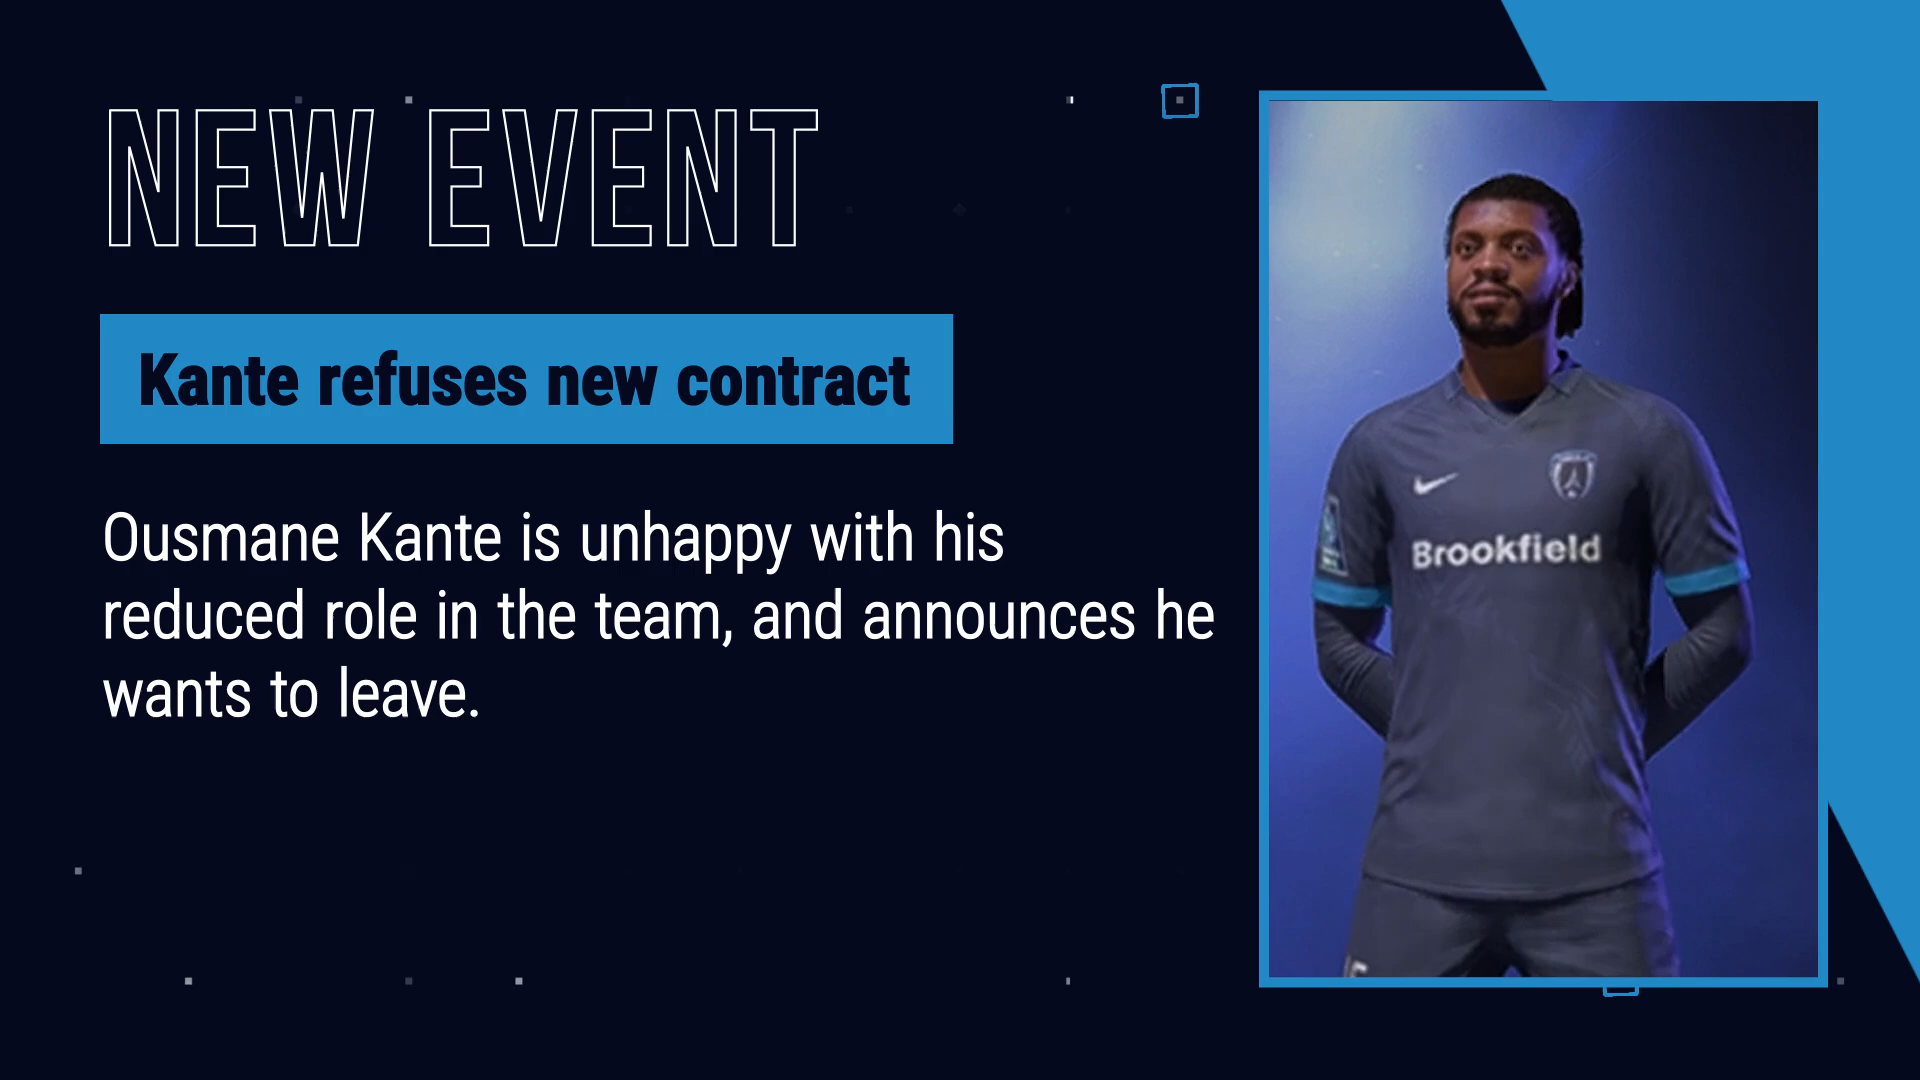 NEW EVENT
Kante refuses new contract
Ousmane Kante is unhappy with his
reduced role in the team, and announces he
wants to leave.
Brookfield